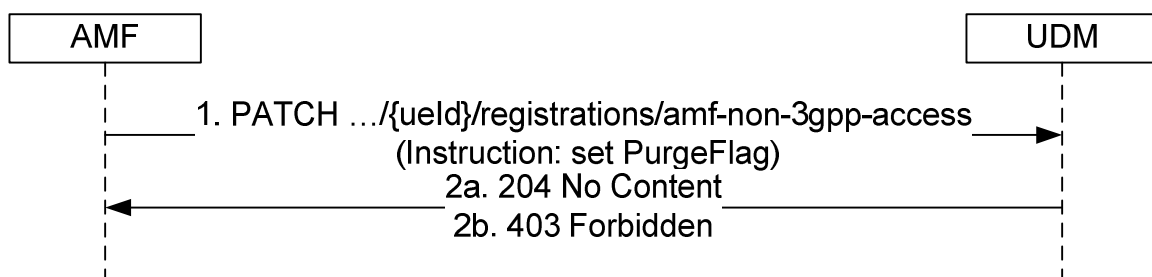 AMF
UDM
1. PATCH …/{ueId}/registrations/amf-non-3gpp-access
(Instruction: set PurgeFlag)
2a. 204 No Content
2b. 403 Forbidden